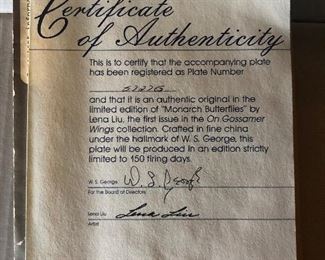 Certificate
of Authenticity
This is to certify that the accompanying plate
has been registered as Plate Number
and that it is an authentic original in the
limited edition of "Monarch Butterflies" by
Lena Liu, the first issue in the On Gossamer
Wings collection. Crafted in fine china
under the hallmark of W. S. George, this
plate will be produced in an edition strictly
limited to 150 firing days.
W. S. George W. S. George
For the Board of Directors
Lena Liu Lena Liu
Artist